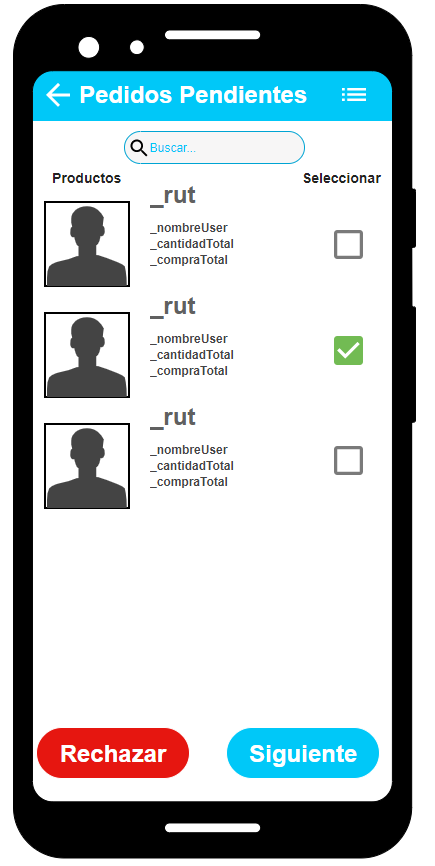 Pedidos Pendientes
Buscar...
Productos
Seleccionar
_rut
_nombreUser
_cantidadTotal
_compraTotal
_rut
_nombreUser
_cantidadTotal
_compraTotal
_rut
_nombreUser
_cantidadTotal
_compraTotal
Rechazar
Siguiente